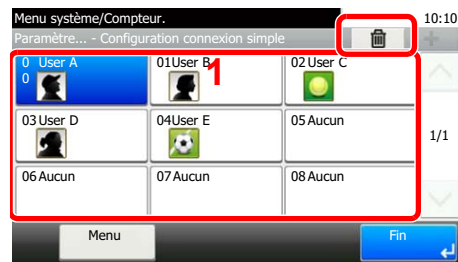 Menu système/Compteur.
10:10
Paramètre... - Configuration connexion simple
0 User A
0
01 User B
1
02 User C
03 User D
04 User E
05 Aucun
1/1
06 Aucun
07 Aucun
08 Aucun
Menu
Fin